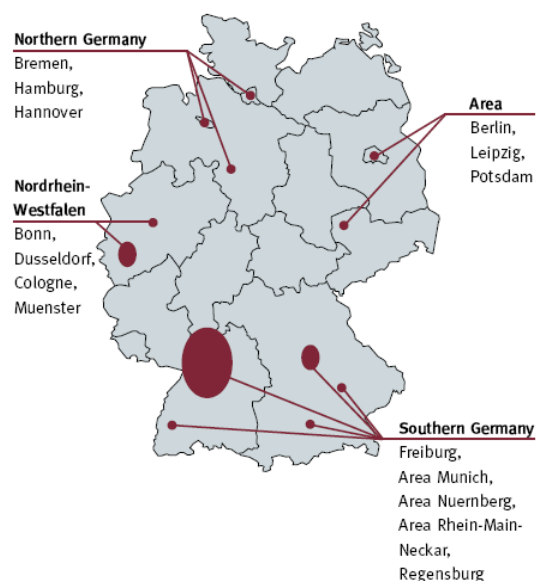 Northern Germany
Bremen,
Hamburg,
Hannover
Area
Berlin,
Leipzig,
Potsdam
Nordrhein-
Westfalen
Bonn,
Dusseldorf,
Cologne,
Muenster
Southern Germany
Freiburg,
Area Munich,
Area Nuernberg,
Area Rhein-Main-
Neckar,
Regensburg